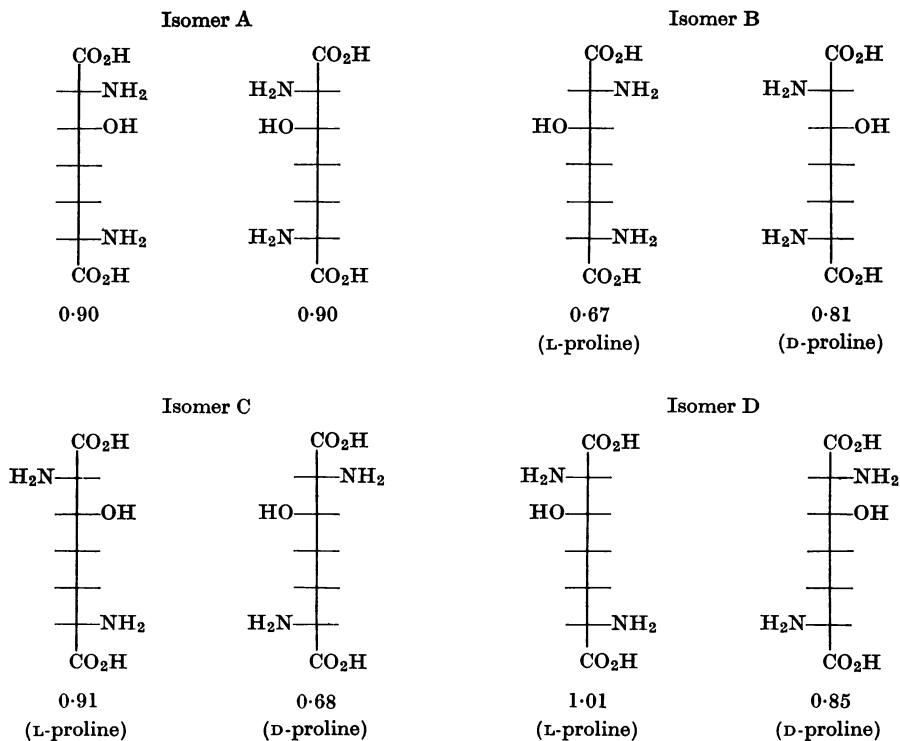 Isomer A
CO₂H
CO₂H
NH₂
H₂N
OH
HO
NH₂
H₂N
CO₂H
CO₂H
0·90
0·90
Isomer B
CO₂H
CO₂H
NH₂
H₂N
HO
OH
NH₂
H₂N
CO₂H
CO₂H
0·67
0·81
(L-proline)
(D-proline)
Isomer C
CO₂H
CO₂H
H₂N
NH₂
OH
HO
NH₂
H₂N
CO₂H
CO₂H
0·91
0·68
(L-proline)
(D-proline)
Isomer D
CO₂H
CO₂H
H₂N
NH₂
HO
OH
NH₂
H₂N
CO₂H
CO₂H
1·01
0·85
(L-proline)
(D-proline)